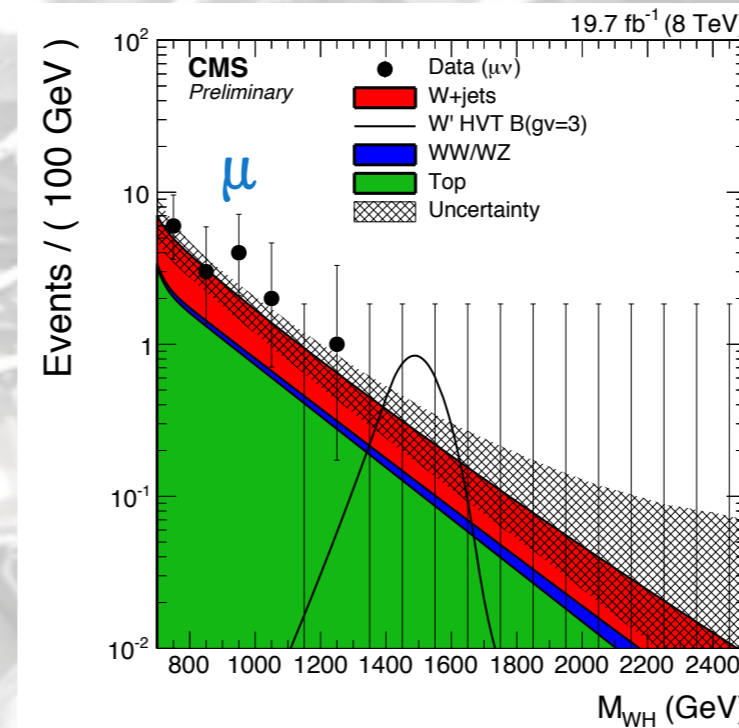 19.7 fb⁻¹ (8 TeV)
CMS
Preliminary
Data (μν)
W+jets
W' HVT B(gv=3)
WW/WZ
Top
Uncertainty
μ
Events / ( 100 GeV )
10²
10
1
10⁻¹
10⁻²
800 1000 1200 1400 1600 1800 2000 2200 2400
M_WH (GeV)